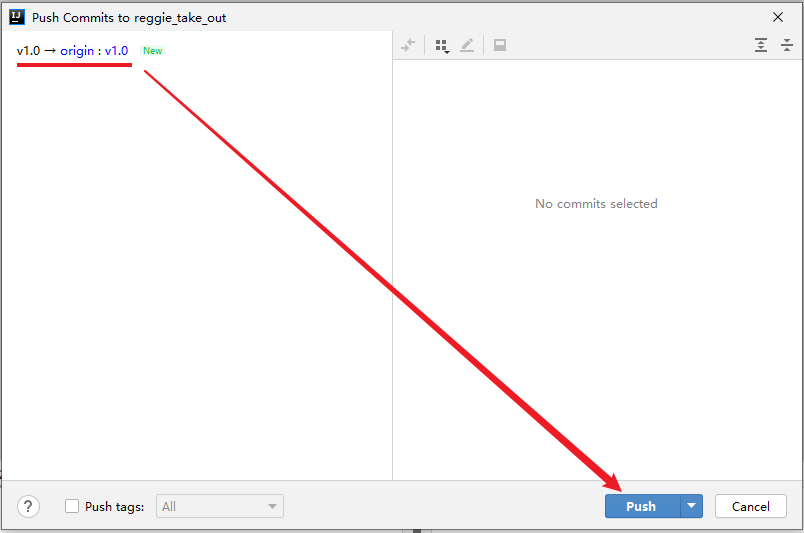 Push Commits to reggie_take_out
v1.0 → origin : v1.0 New
No commits selected
? Push tags: All Push Cancel